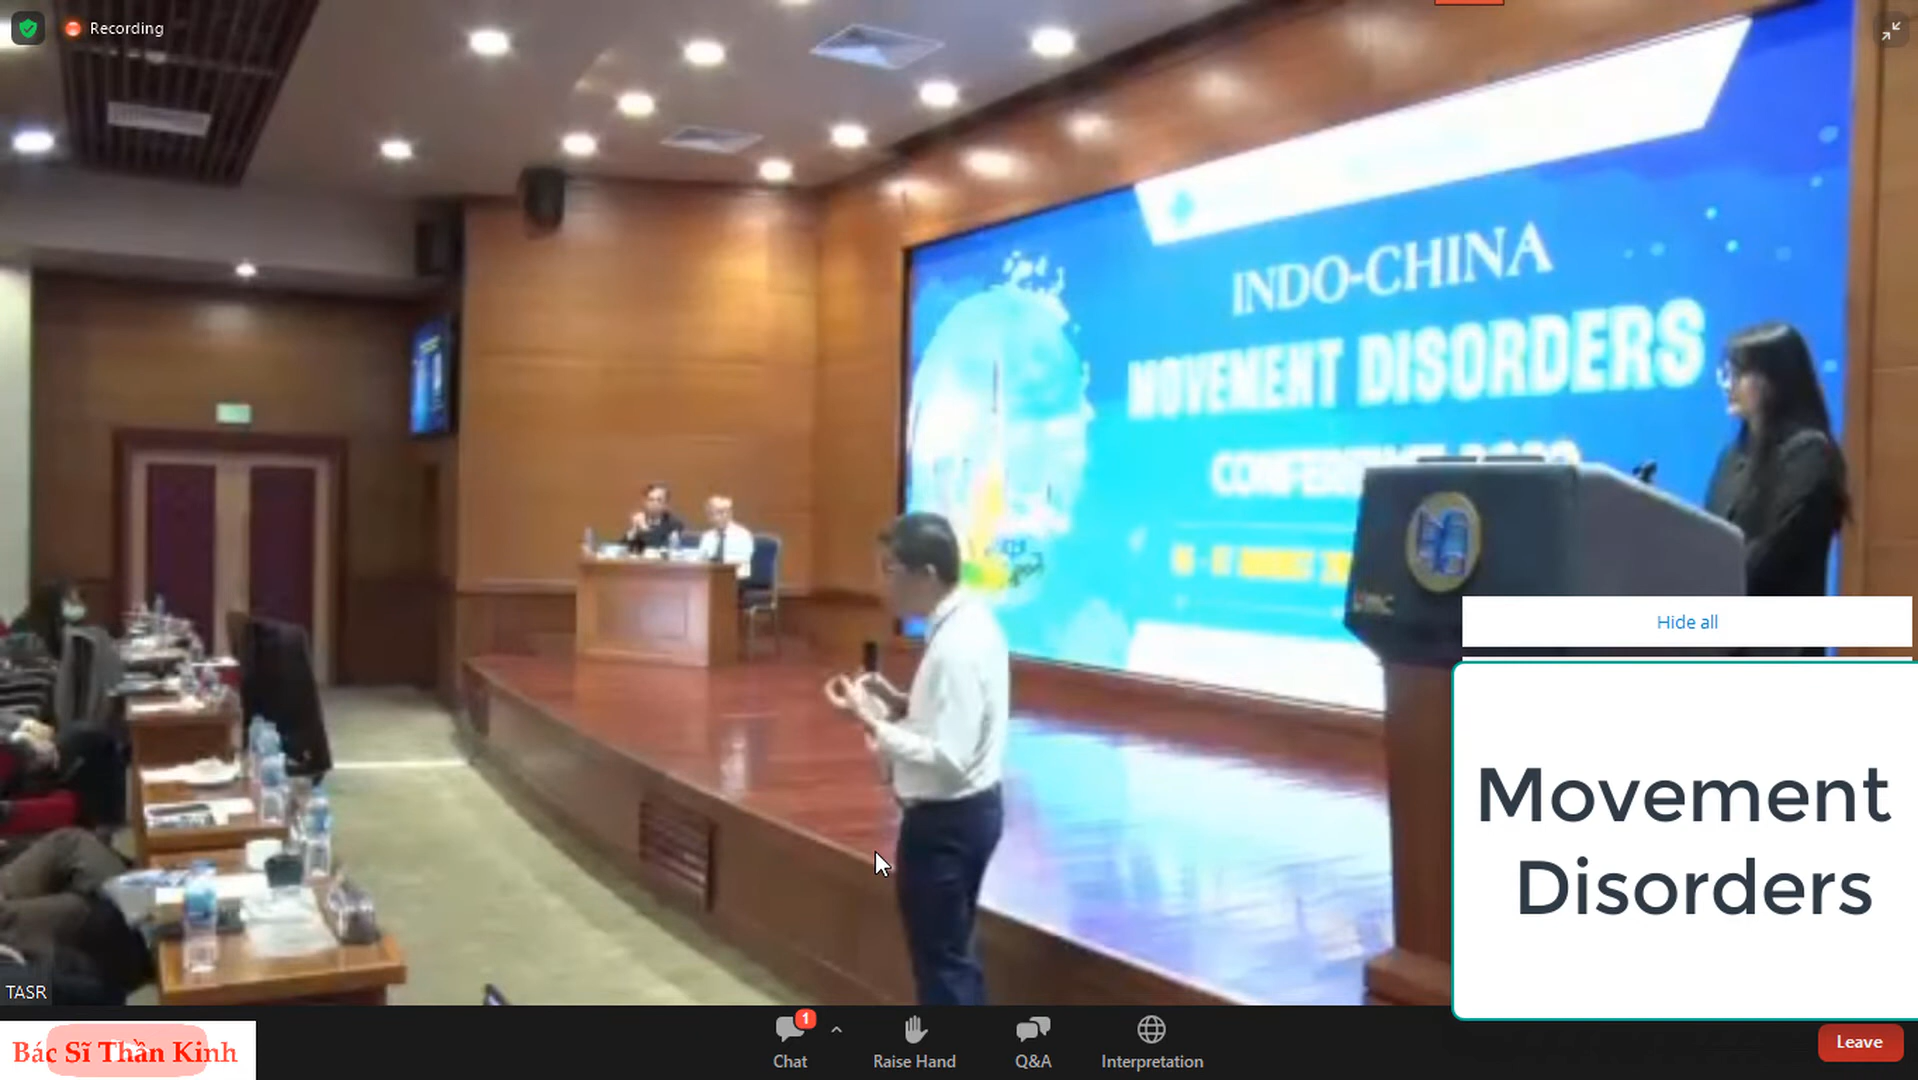 Recording
INDO-CHINA
MOVEMENT DISORDERS
Hide all
Movement
Disorders
TASR
Bác Sĩ Thần Kinh
1
Chat
Raise Hand
Q&A
Interpretation
Leave